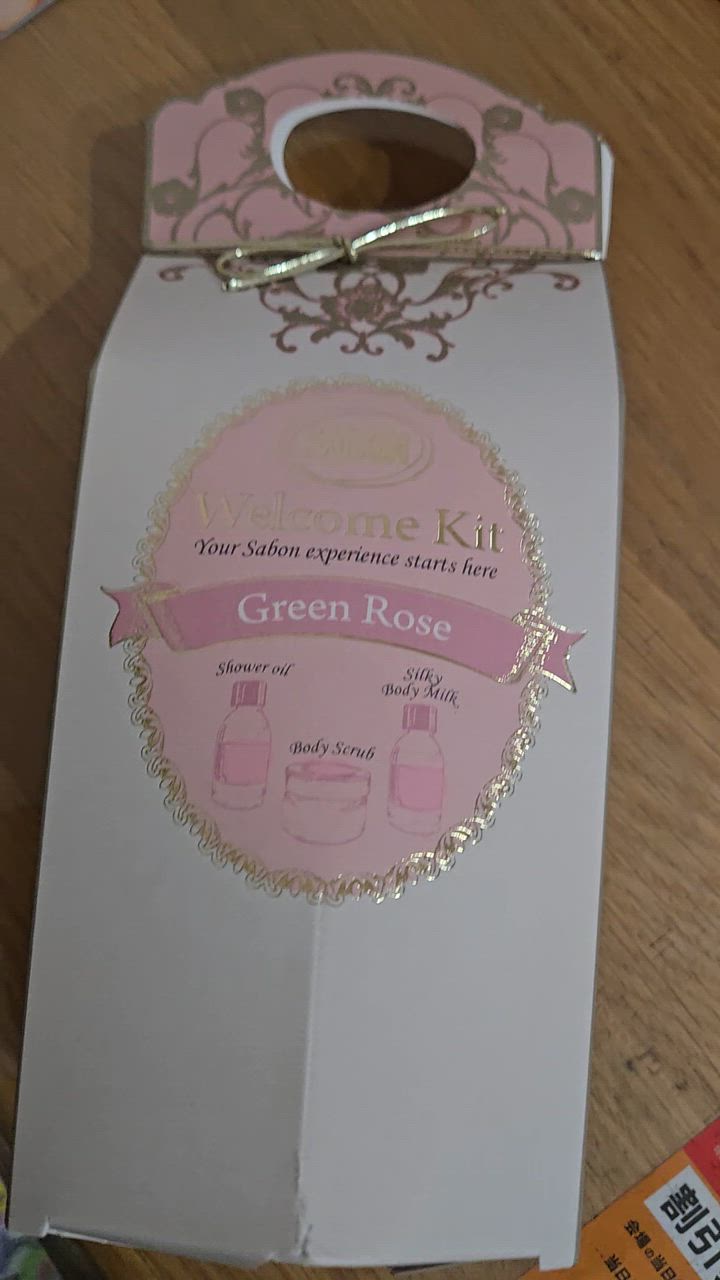 Welcome Kit
Your Sabon experience starts here
Green Rose
Shower oil
Silky
Body Milk
Body Scrub
割引